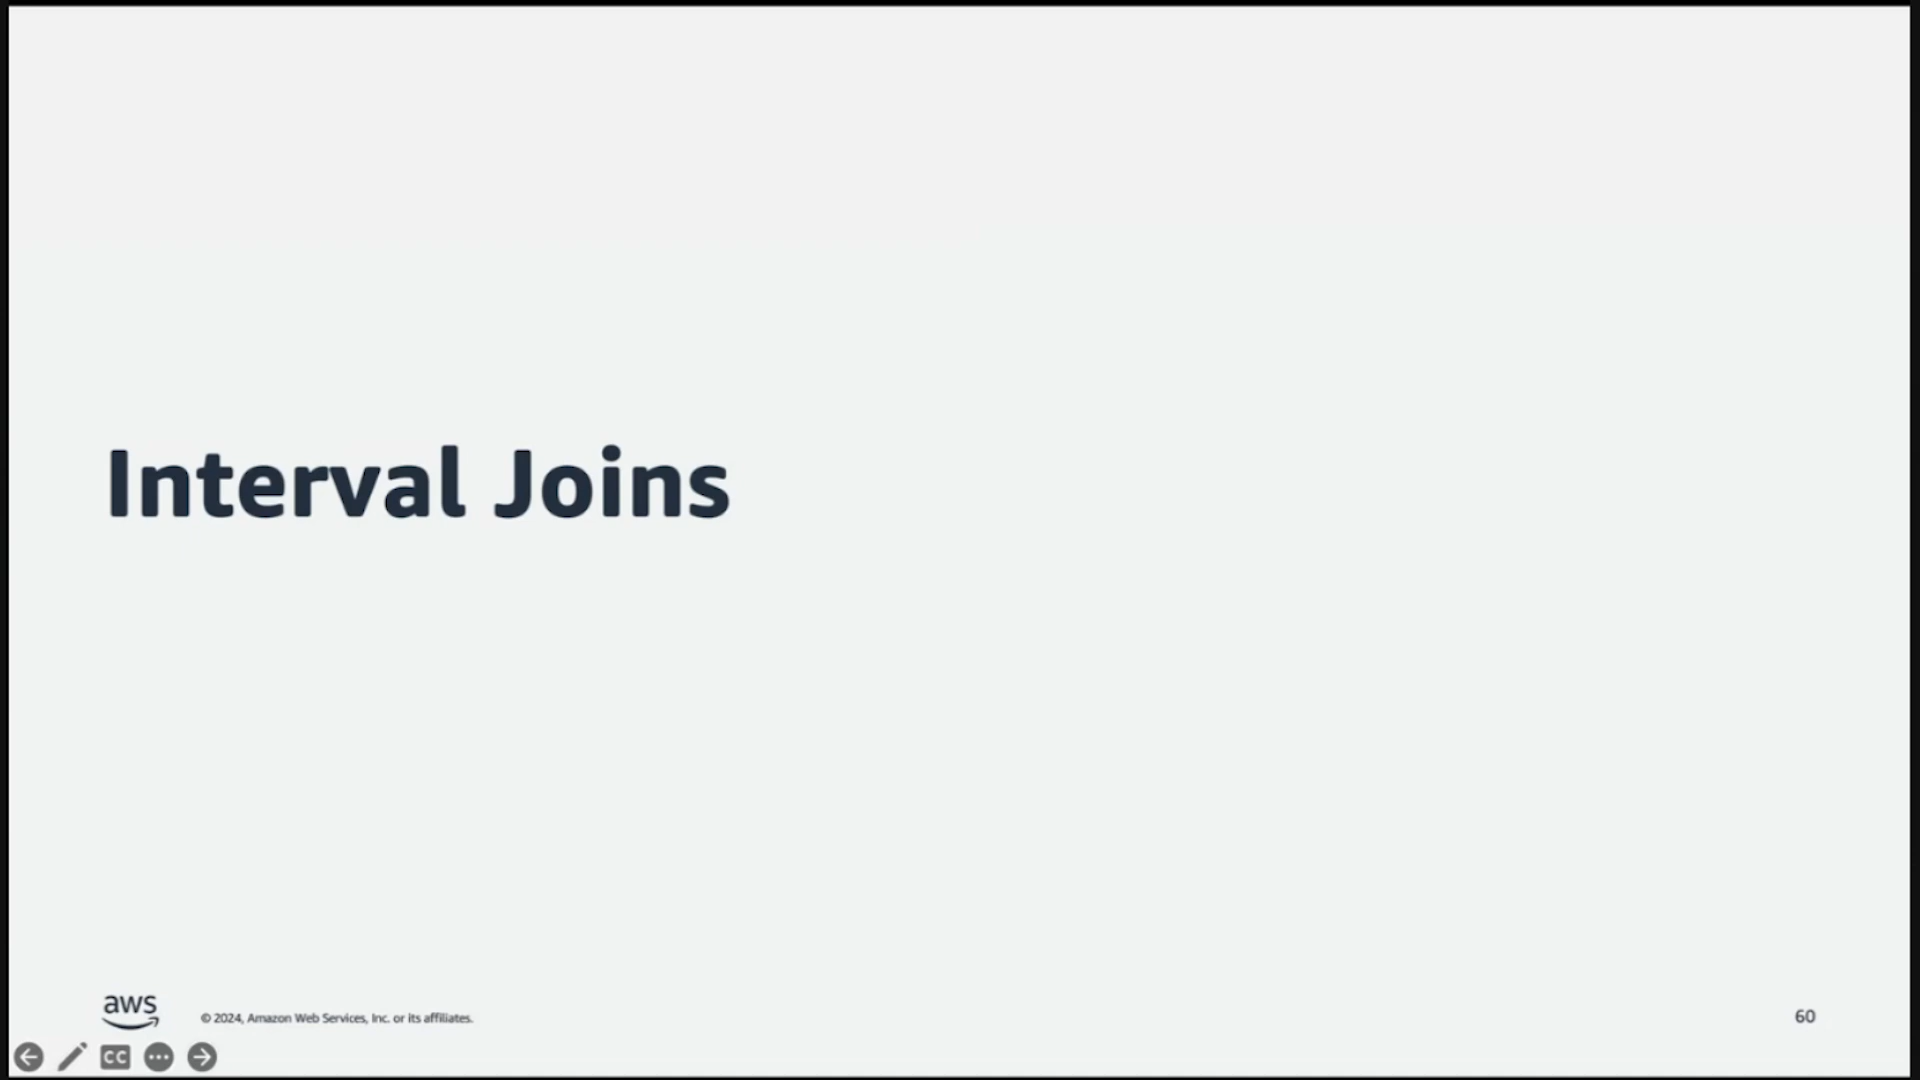 Interval Joins
aws
© 2024, Amazon Web Services, Inc. or its affiliates.
60
CC